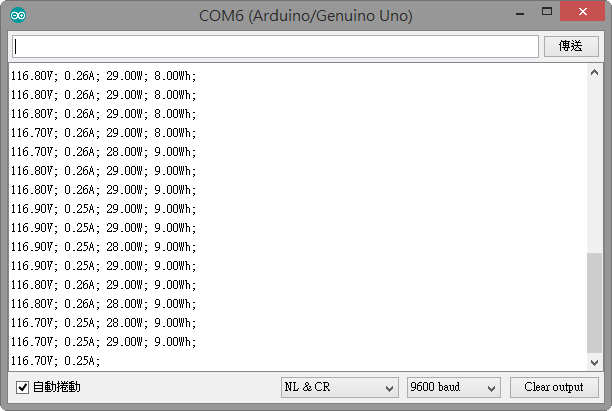 COM6 (Arduino/Genuino Uno)
傳送
116.80V; 0.26A; 29.00W; 8.00Wh;
116.80V; 0.26A; 29.00W; 8.00Wh;
116.80V; 0.26A; 29.00W; 8.00Wh;
116.70V; 0.26A; 29.00W; 8.00Wh;
116.70V; 0.26A; 28.00W; 9.00Wh;
116.80V; 0.26A; 29.00W; 9.00Wh;
116.80V; 0.26A; 29.00W; 9.00Wh;
116.90V; 0.25A; 29.00W; 9.00Wh;
116.90V; 0.25A; 29.00W; 9.00Wh;
116.90V; 0.25A; 28.00W; 9.00Wh;
116.90V; 0.25A; 29.00W; 9.00Wh;
116.80V; 0.26A; 29.00W; 9.00Wh;
116.80V; 0.26A; 28.00W; 9.00Wh;
116.70V; 0.25A; 28.00W; 9.00Wh;
116.70V; 0.25A; 29.00W; 9.00Wh;
116.70V; 0.25A;
自動捲動
NL & CR
9600 baud
Clear output